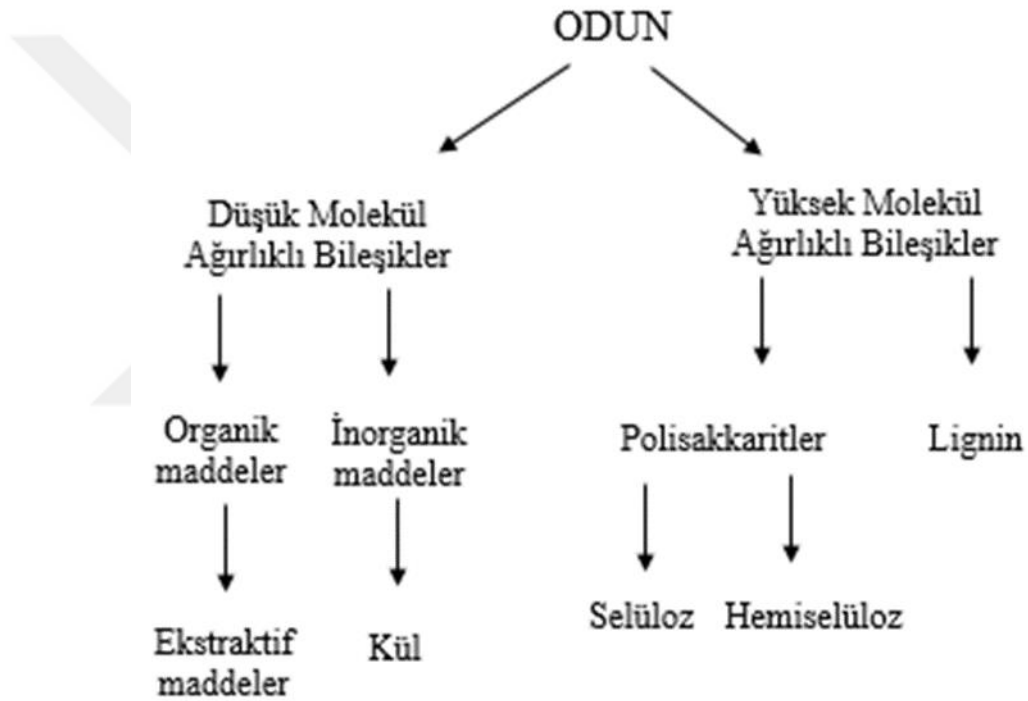 ODUN
Düşük Molekül
Ağırlıklı Bileşikler
Yüksek Molekül
Ağırlıklı Bileşikler
Organik
maddeler
İnorganik
maddeler
Polisakkaritler
Lignin
Ekstraktif
maddeler
Kül
Selüloz
Hemiselüloz